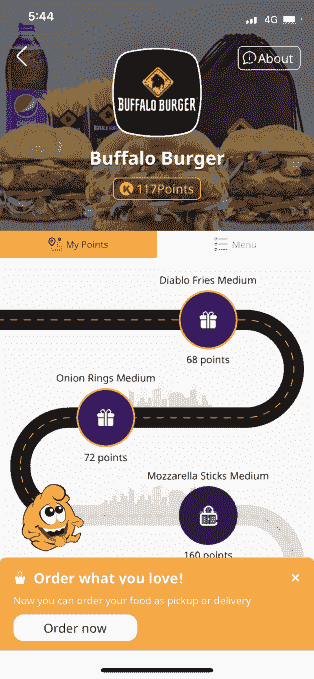 5:44
4G
About
BUFFALO BURGER
Buffalo Burger
117Points
My Points
Menu
Diablo Fries Medium
68 points
Onion Rings Medium
72 points
Mozzarella Sticks Medium
160 points
Order what you love!
Now you can order your food as pickup or delivery
Order now